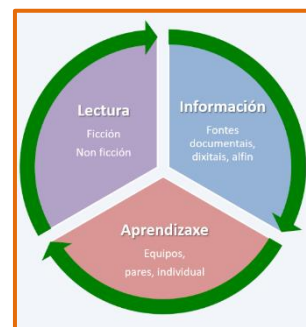 Lectura
Ficción
Non ficción
Información
Fontes
documentais,
dixitais, alfin
Aprendizaxe
Equipos,
pares, individual